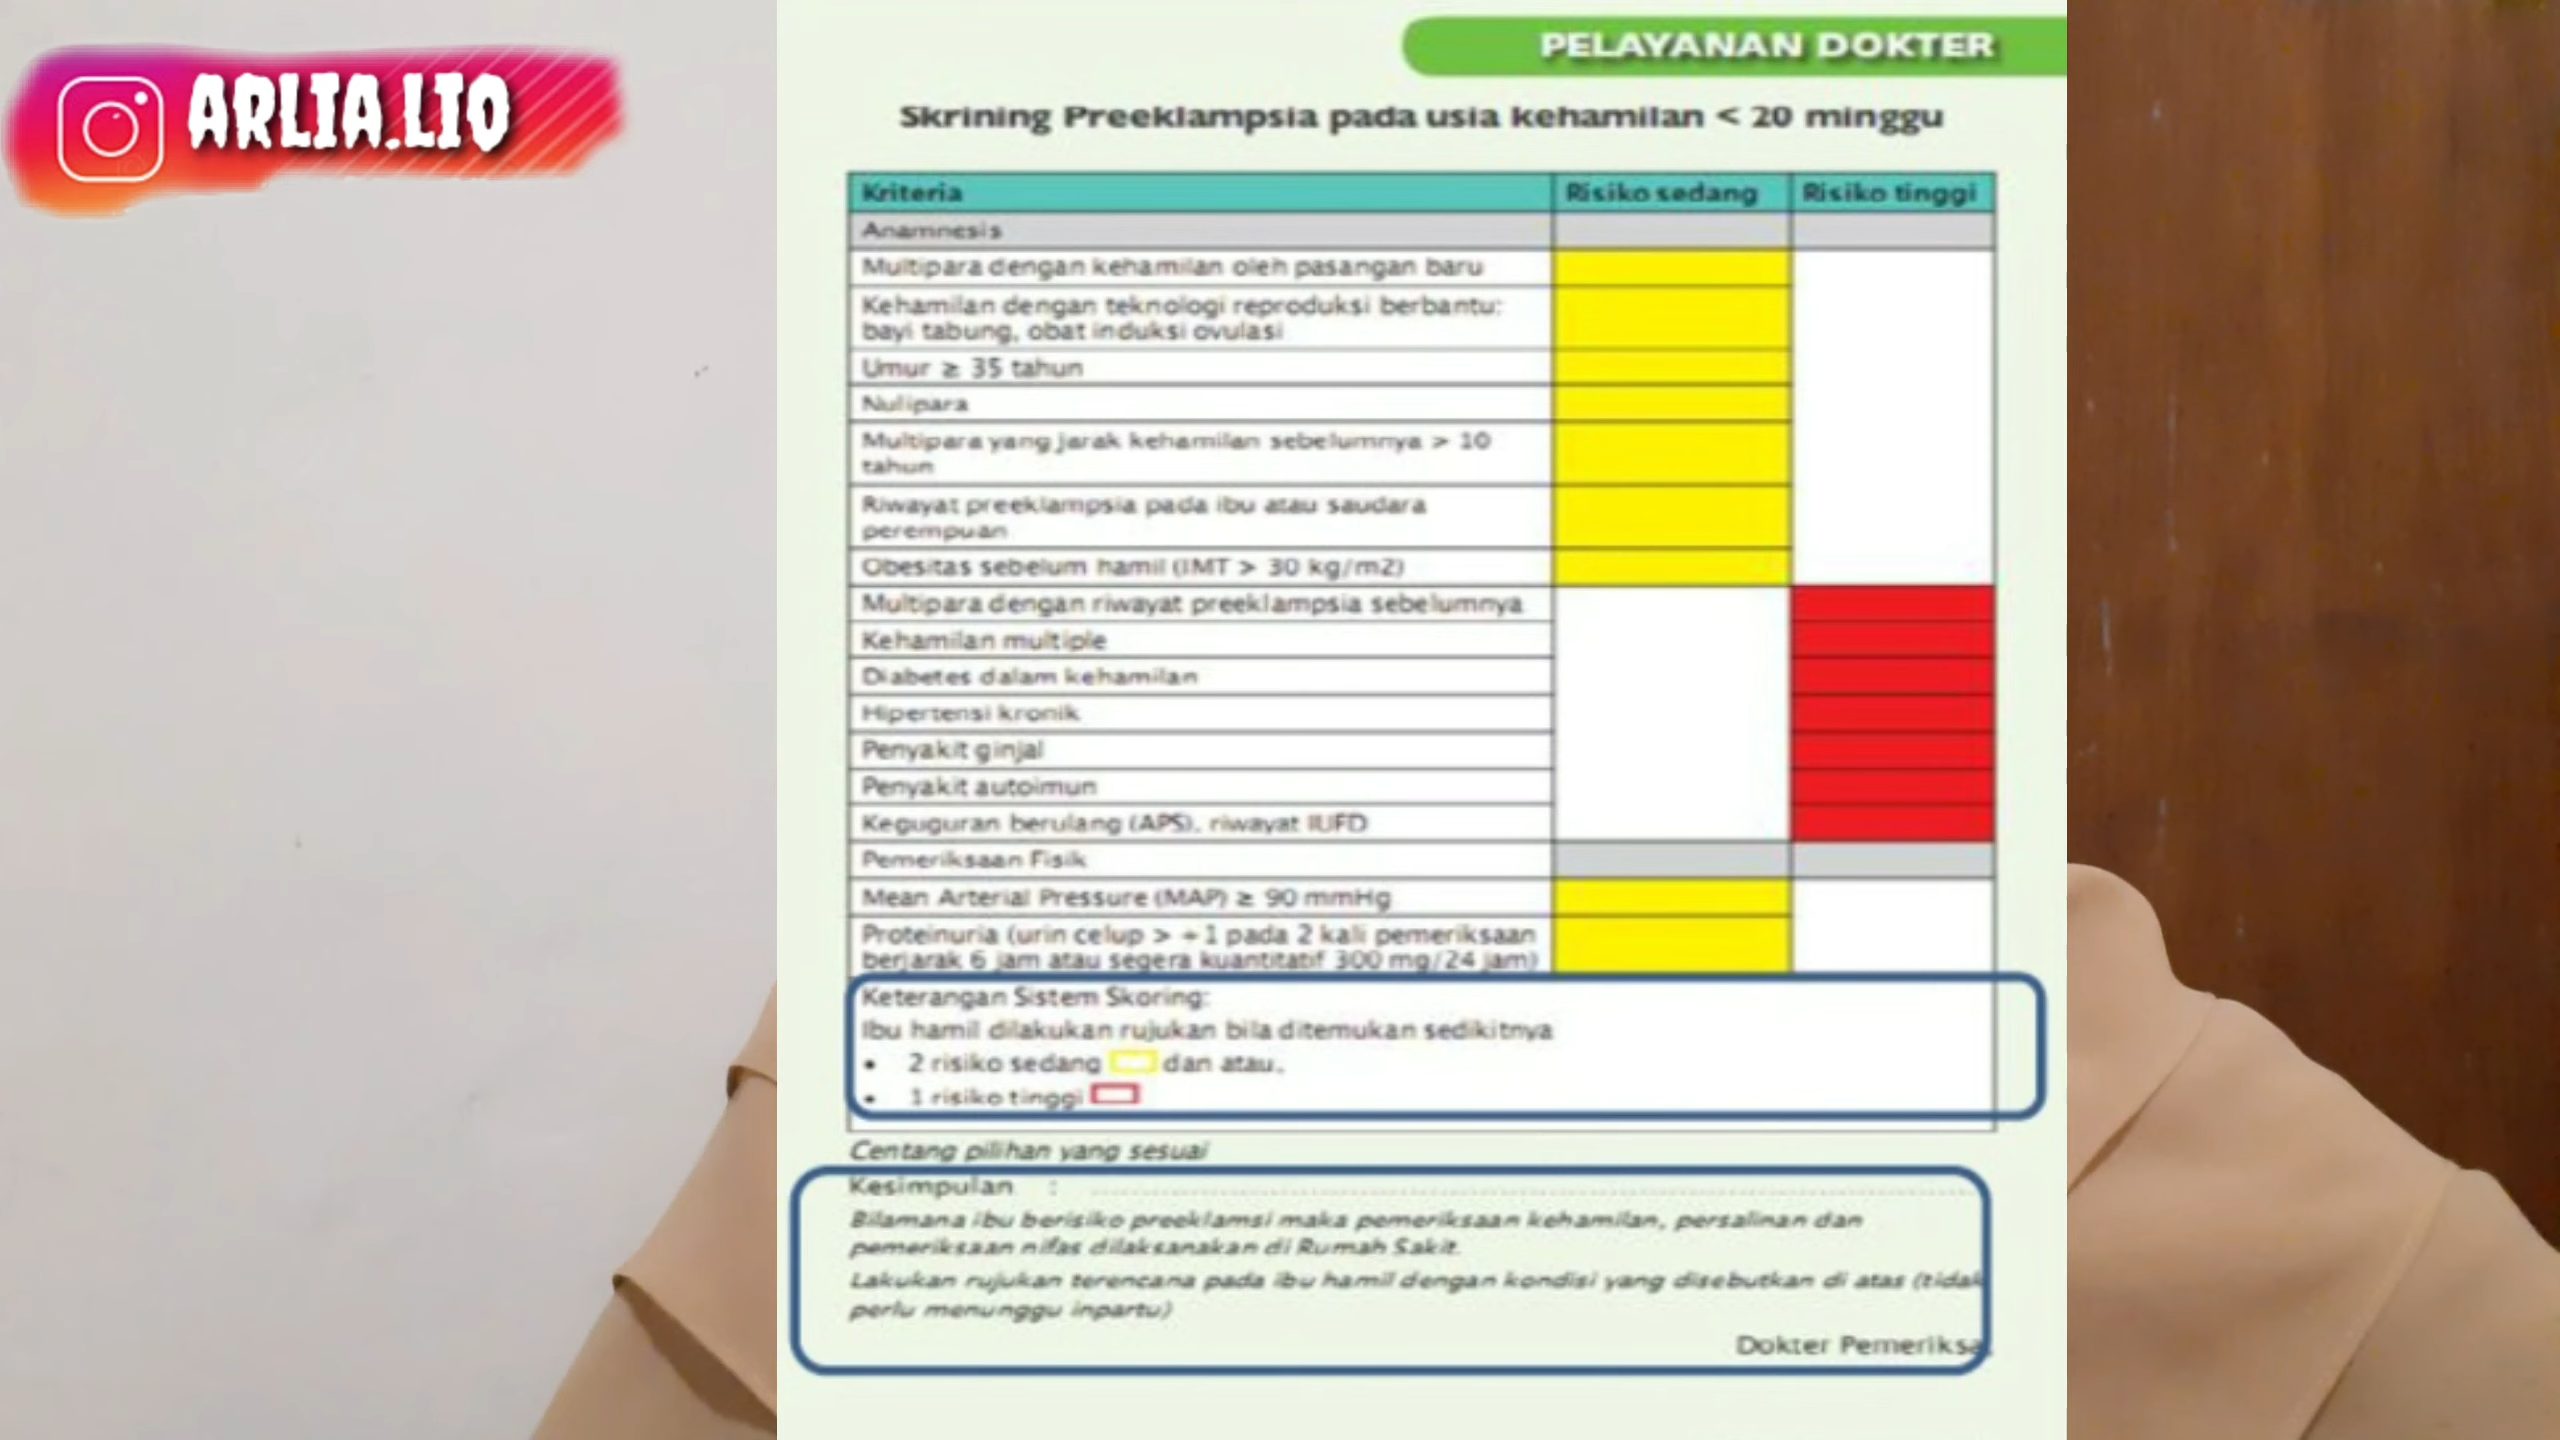 ARLIA.LIO
PELAYANAN DOKTER
Skrining Preeklampsia pada usia kehamilan < 20 minggu
Kriteria Risiko sedang Risiko tinggi
Anamnesis
Multipara dengan kehamilan oleh pasangan baru
Kehamilan dengan teknologi reproduksi berbantu:
bayi tabung, obat induksi ovulasi
Umur ≥ 35 tahun
Nulipara
Multipara yang jarak kehamilan sebelumnya > 10
tahun
Riwayat preeklampsia pada ibu atau saudara
perempuan
Obesitas sebelum hamil (IMT > 30 kg/m2)
Multipara dengan riwayat preeklampsia sebelumnya
Kehamilan multiple
Diabetes dalam kehamilan
Hipertensi kronik
Penyakit ginjal
Penyakit autoimun
Keguguran berulang (APS), riwayat IUFD
Pemeriksaan Fisik
Mean Arterial Pressure (MAP) ≥ 90 mmHg
Proteinuria (urin celup > +1 pada 2 kali pemeriksaan
berjarak 6 jam atau segera kuantitatif 300 mg/24 jam)
Keterangan Sistem Skoring:
Ibu hamil dilakukan rujukan bila ditemukan sedikitnya
• 2 risiko sedang dan atau,
• 1 risiko tinggi
Centang pilihan yang sesuai
Kesimpulan :
Bilamana ibu berisiko preeklamsi maka pemeriksaan kehamilan, persalinan dan
pemeriksaan nifas dilaksanakan di Rumah Sakit.
Lakukan rujukan terencana pada ibu hamil dengan kondisi yang disebutkan di atas (tidak
perlu menunggu inpartu)
Dokter Pemeriksa